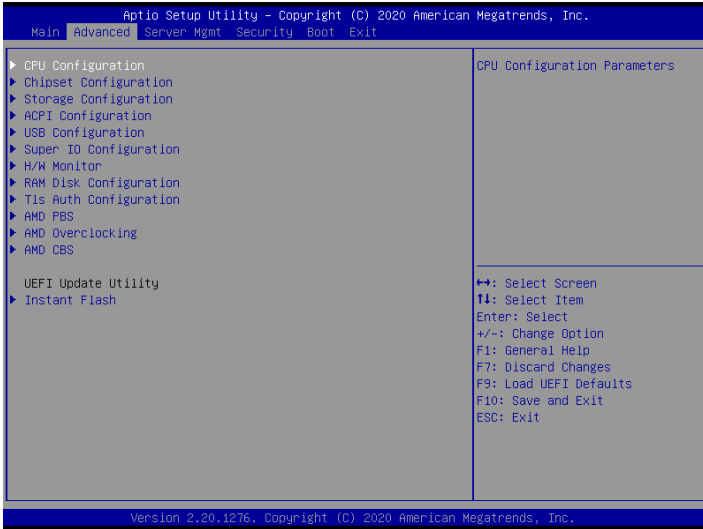 Aptio Setup Utility – Copyright (C) 2020 American Megatrends, Inc.
Main Advanced Server Mgmt Security Boot Exit
CPU Configuration
Chipset Configuration
Storage Configuration
ACPI Configuration
USB Configuration
Super IO Configuration
H/W Monitor
RAM Disk Configuration
Tls Auth Configuration
AMD PBS
AMD Overclocking
AMD CBS
UEFI Update Utility
Instant Flash
CPU Configuration Parameters
↔: Select Screen
↑↓: Select Item
Enter: Select
+/-: Change Option
F1: General Help
F7: Discard Changes
F9: Load UEFI Defaults
F10: Save and Exit
ESC: Exit
Version 2.20.1276. Copyright (C) 2020 American Megatrends, Inc.